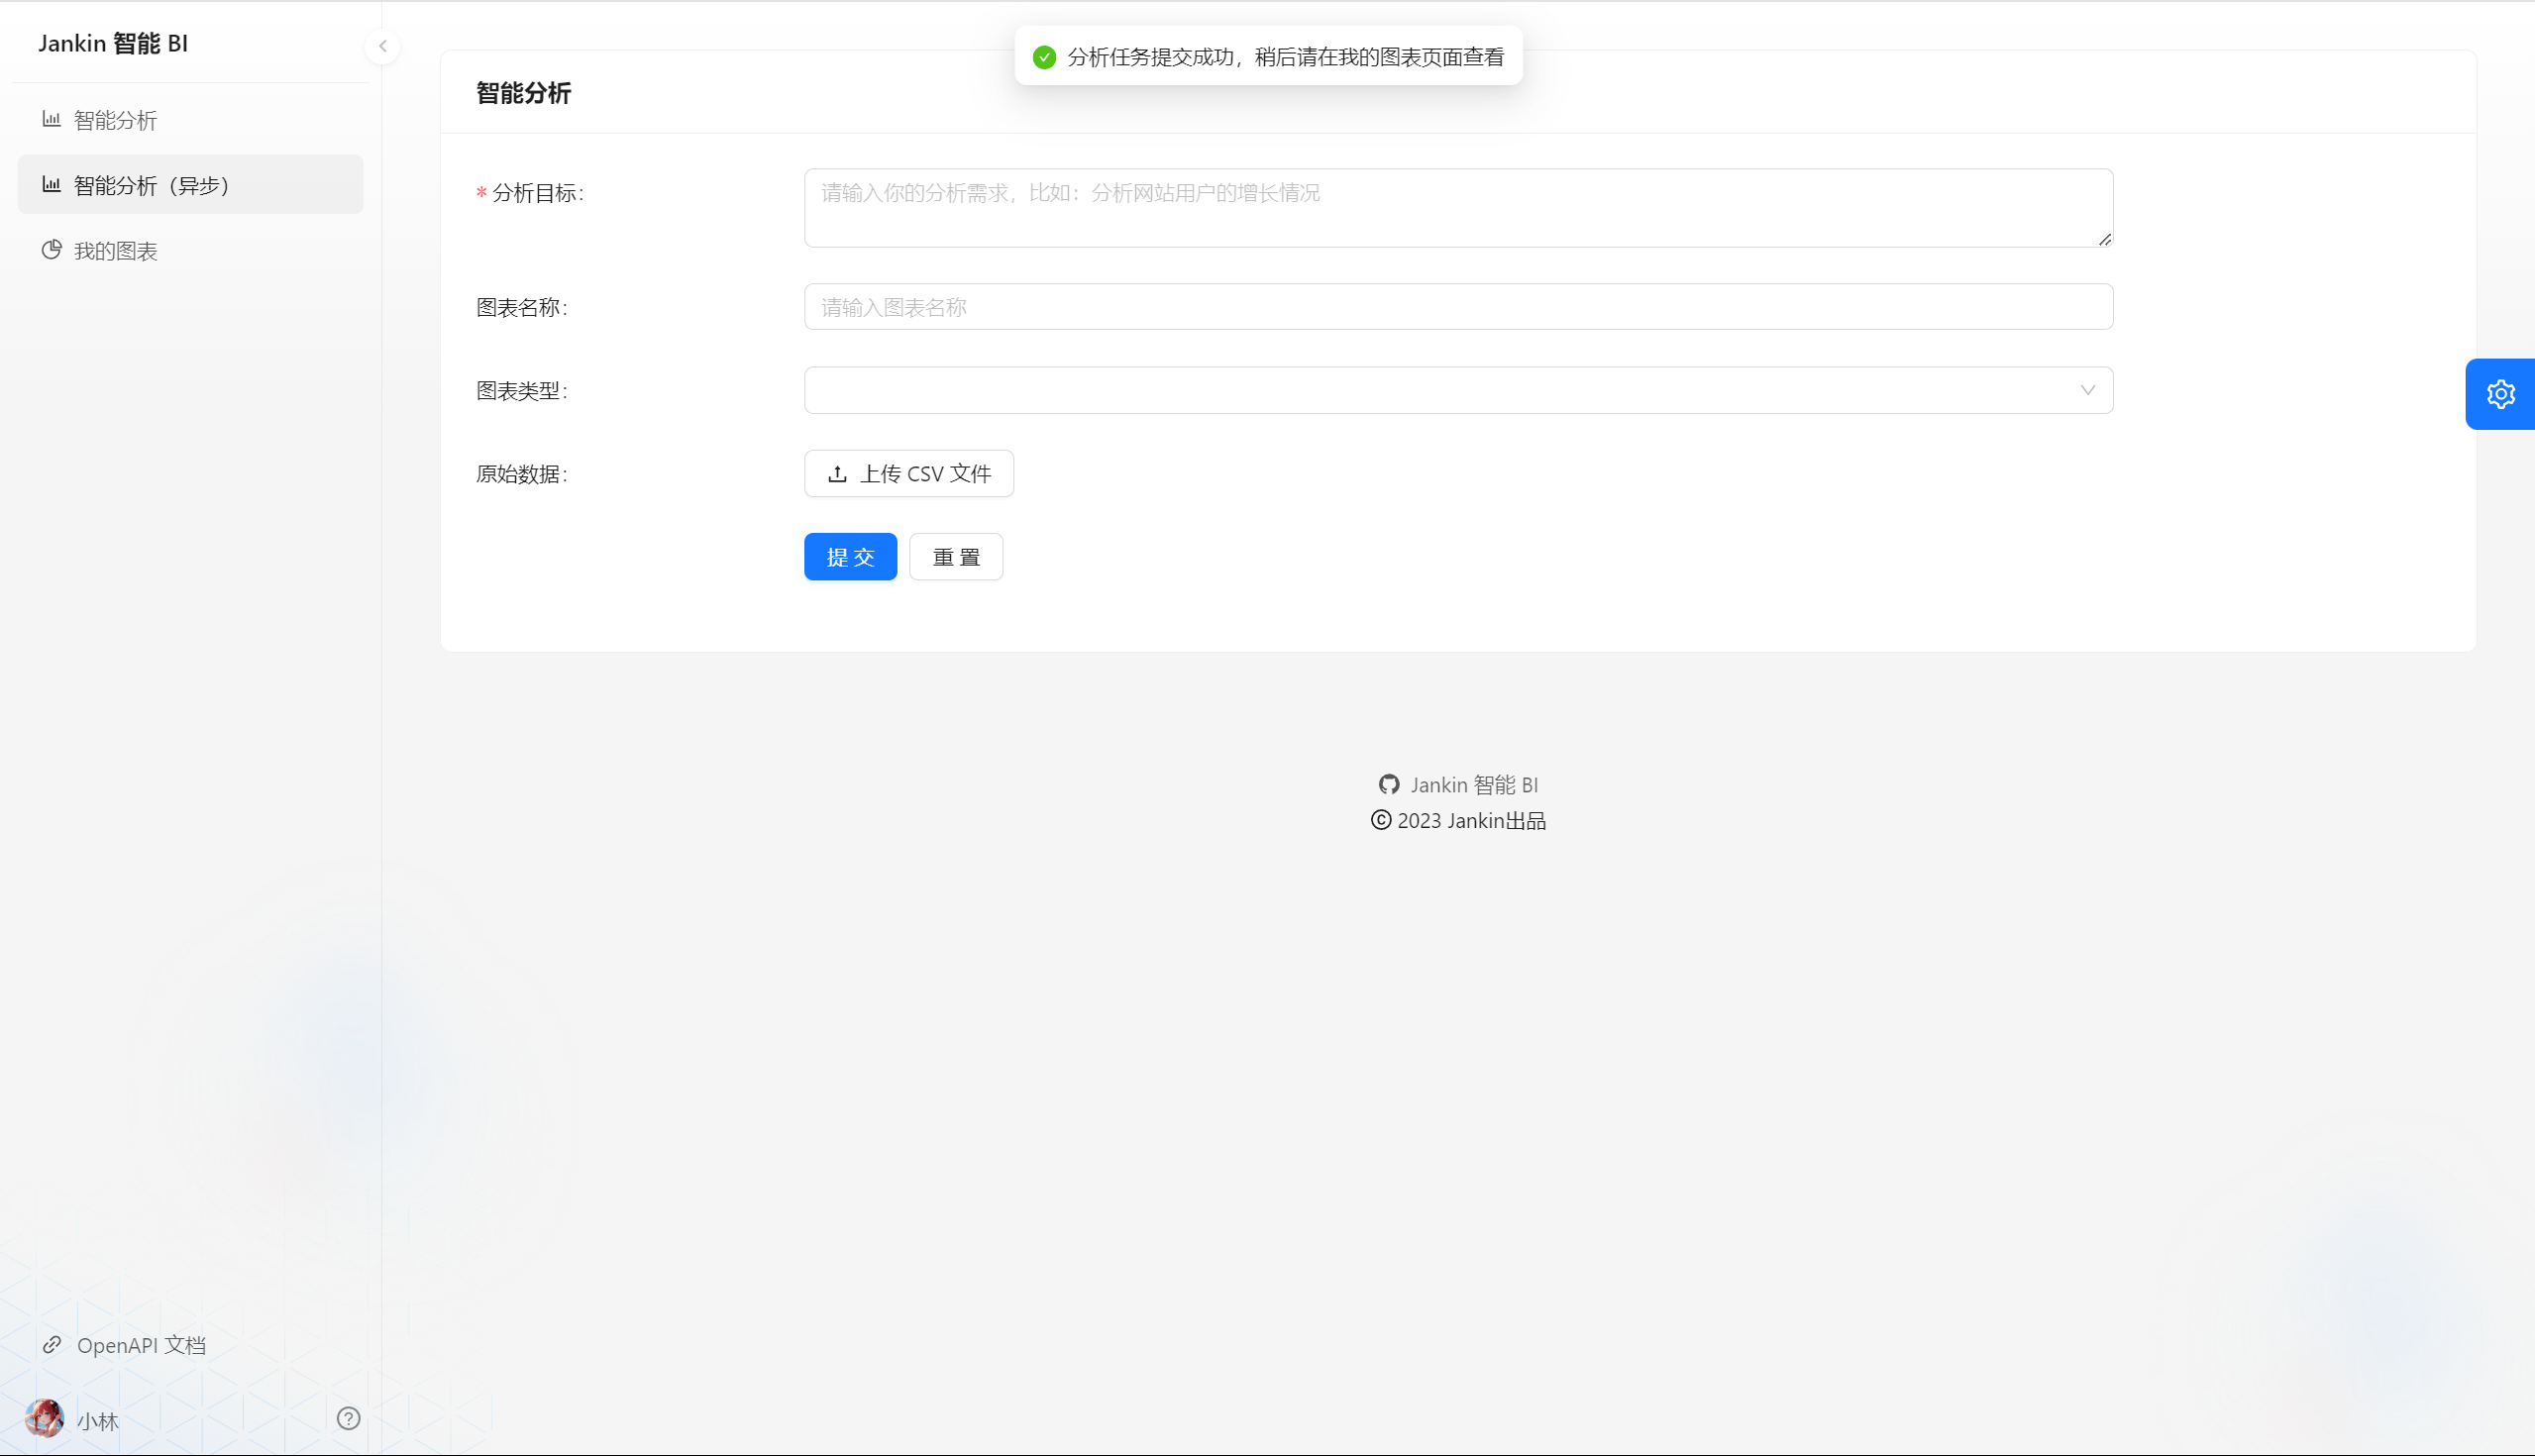 Jankin 智能 BI
智能分析
智能分析（异步）
我的图表
分析任务提交成功，稍后请在我的图表页面查看
智能分析
* 分析目标：
请输入你的分析需求，比如：分析网站用户的增长情况
图表名称：
请输入图表名称
图表类型：
原始数据：
上传 CSV 文件
提 交
重 置
Jankin 智能 BI
© 2023 Jankin出品
OpenAPI 文档
小林